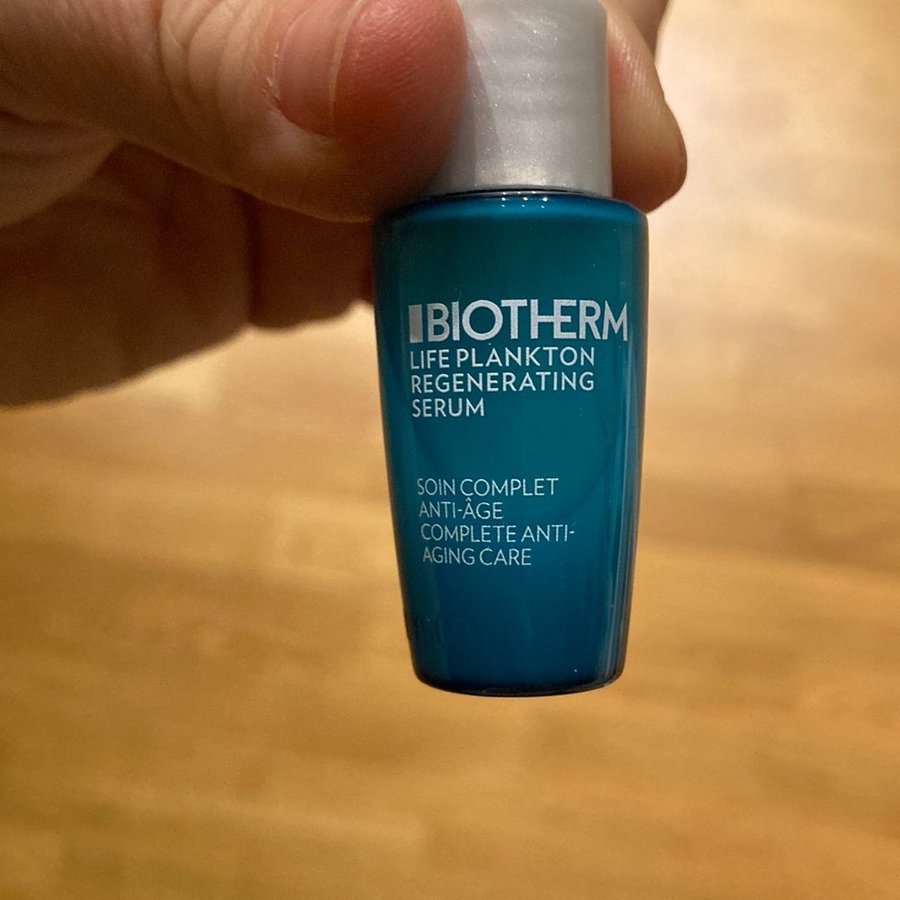 BIOTHERM
LIFE PLANKTON
REGENERATING
SERUM
SOIN COMPLET
ANTI-ÂGE
COMPLETE ANTI-
AGING CARE